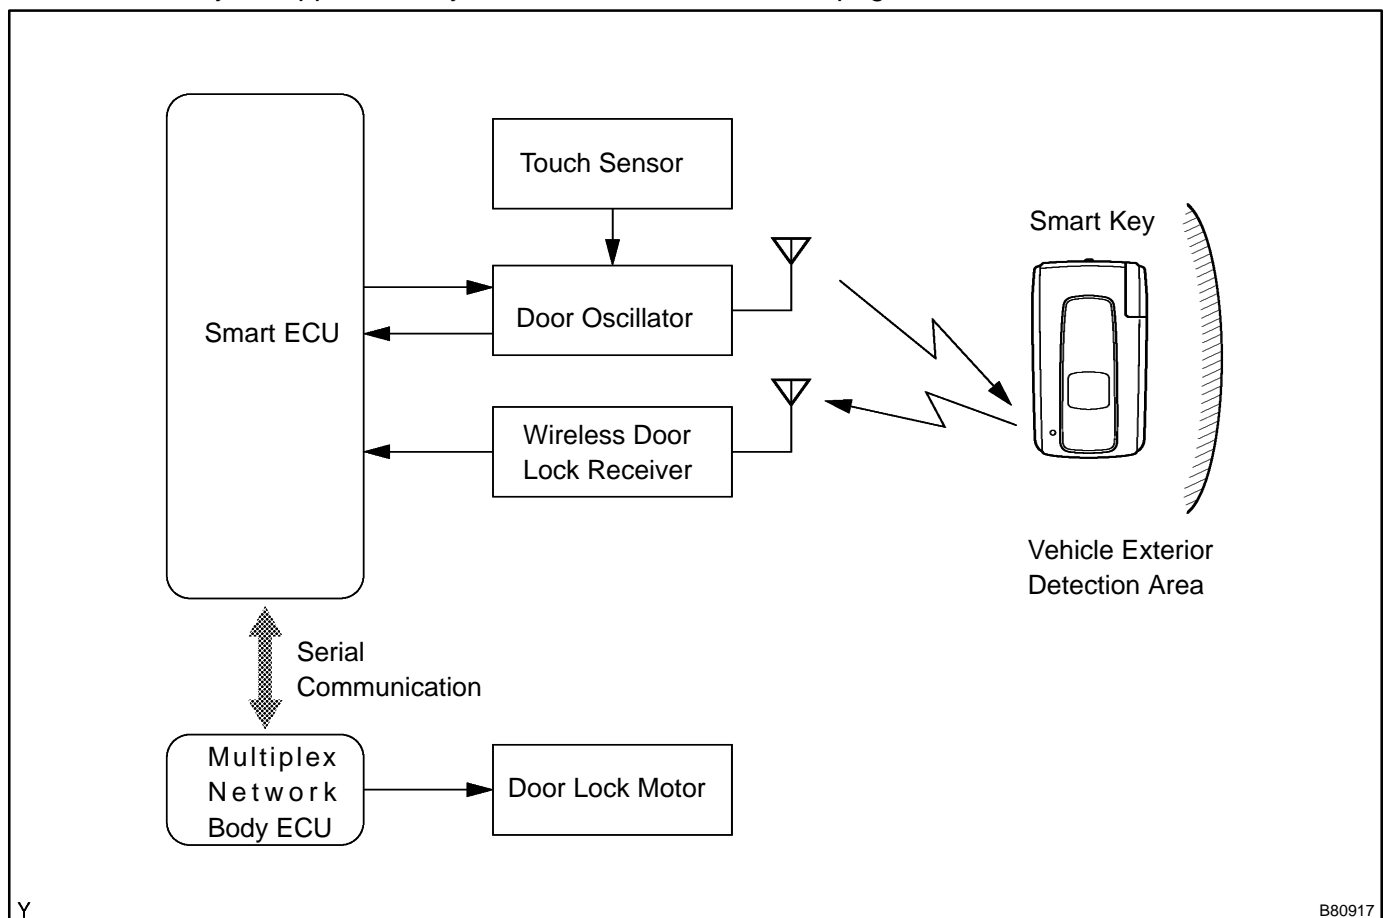 Touch Sensor
Smart Key
Smart ECU
Door Oscillator
Wireless Door
Lock Receiver
Vehicle Exterior
Detection Area
Serial
Communication
Multiplex
Network
Body ECU
Door Lock Motor
Y
B80917